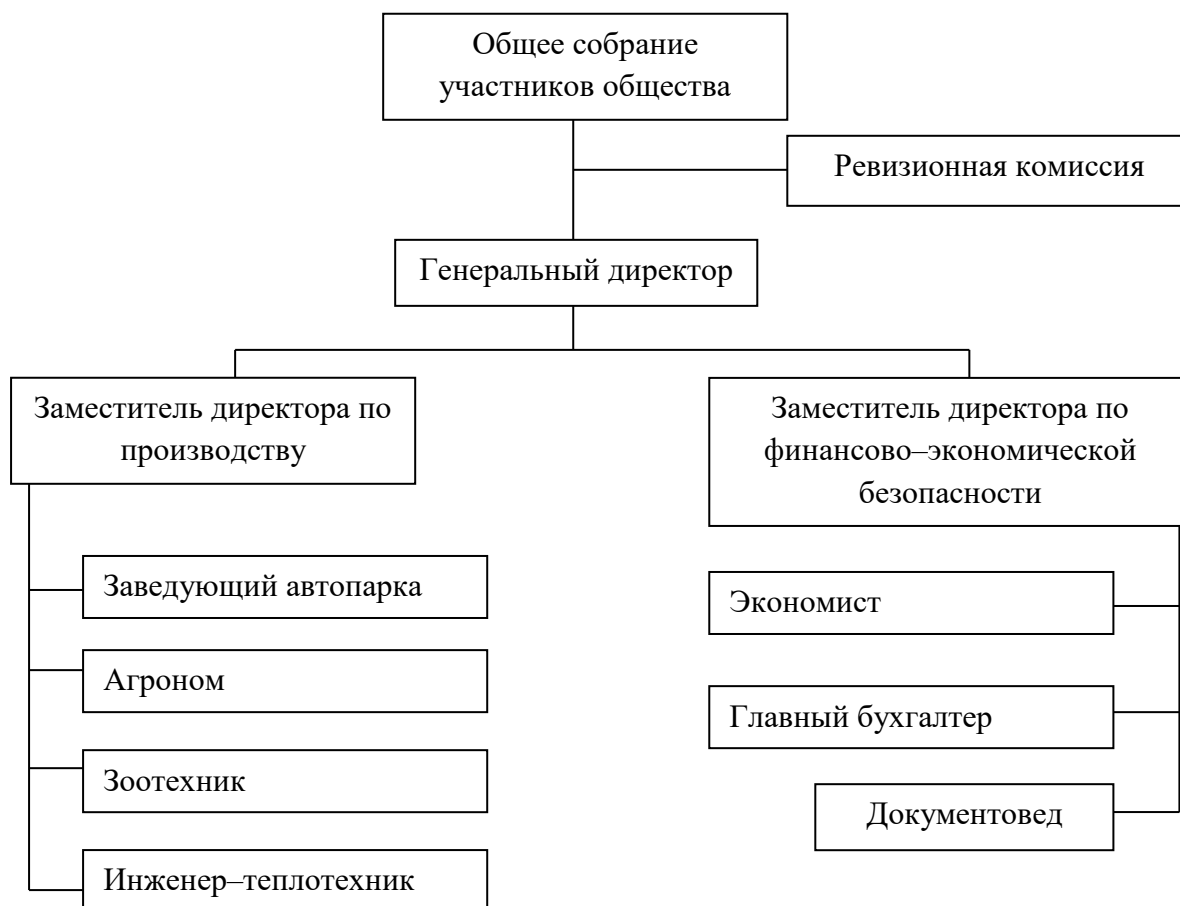 Общее собрание
участников общества
Ревизионная комиссия
Генеральный директор
Заместитель директора по
производству
Заместитель директора по
финансово–экономической
безопасности
Заведующий автопарка
Агроном
Зоотехник
Инженер–теплотехник
Экономист
Главный бухгалтер
Документовед